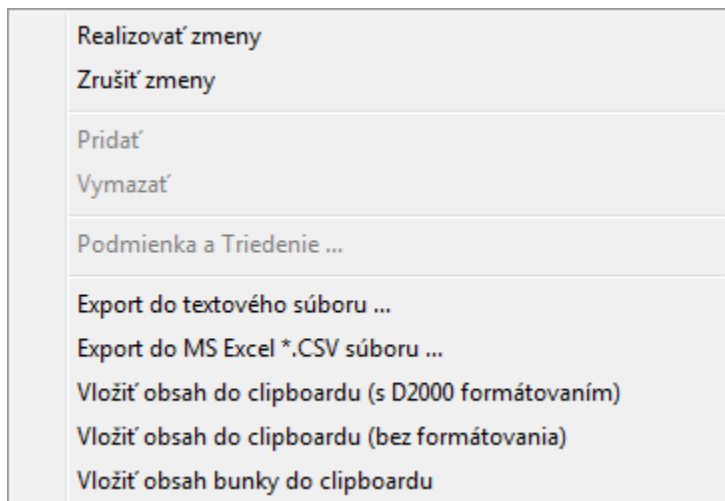 Realizovať zmeny
Zrušiť zmeny
Pridať
Vymazať
Podmienka a Triedenie ...
Export do textového súboru ...
Export do MS Excel *.CSV súboru ...
Vložiť obsah do clipboardu (s D2000 formátovaním)
Vložiť obsah do clipboardu (bez formátovania)
Vložiť obsah bunky do clipboardu